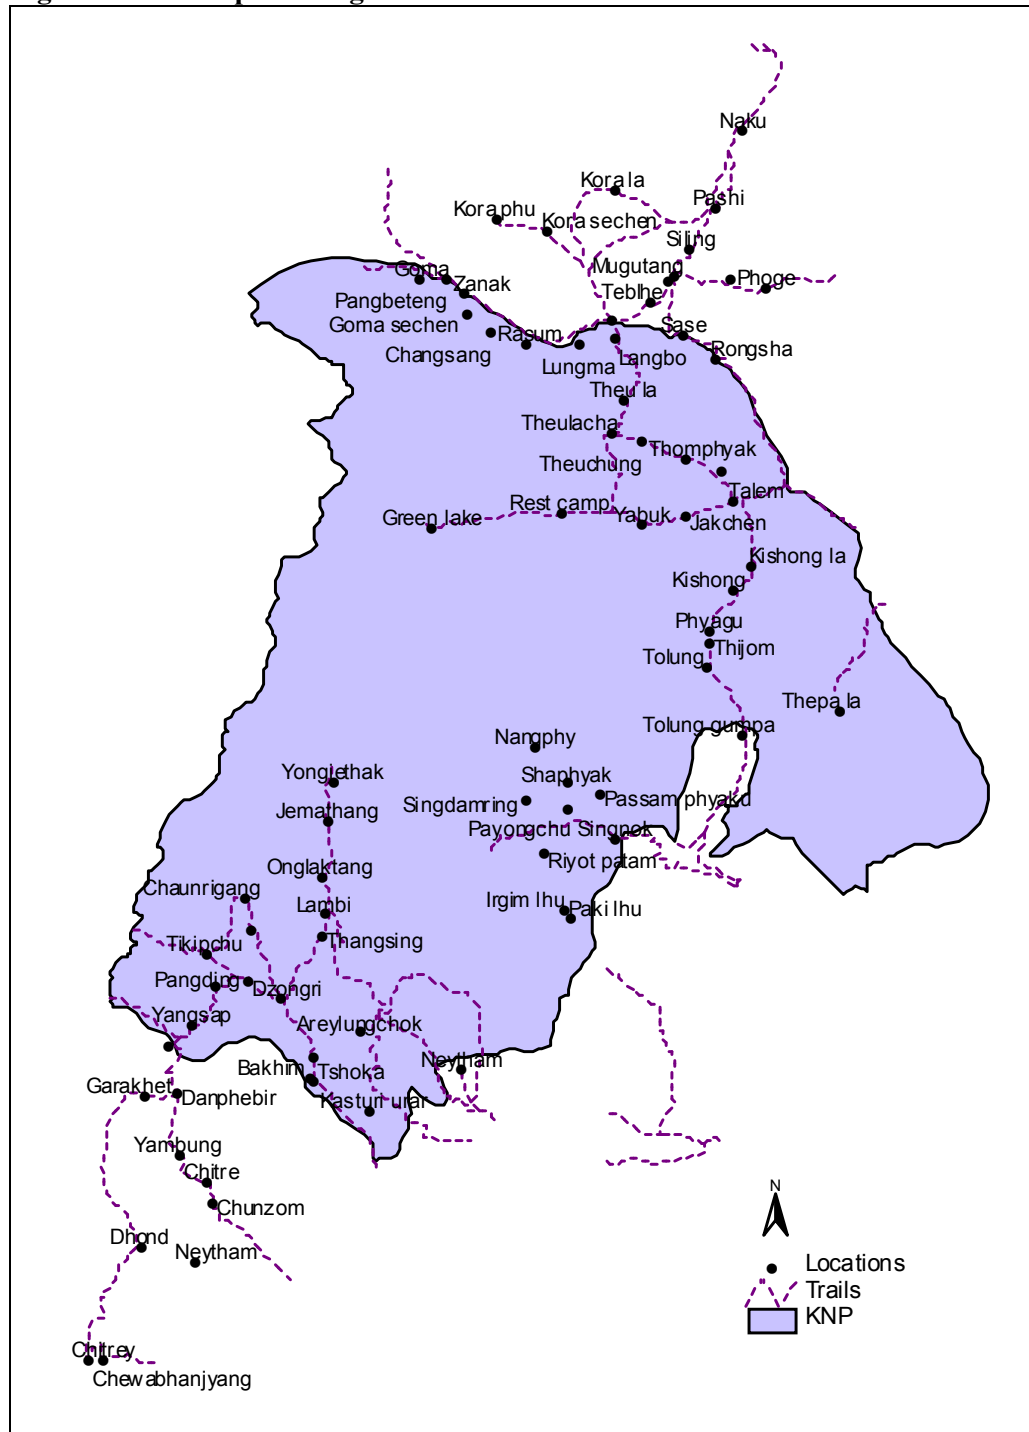 Naku
Kora la
Pashi
Kora phu
Kora sechen
Siljng
Mugutang
Goma
Zanak
Phoge
Teblhe
Pangbeteng
Goma sechen
Sase
Rasum
Changsang
Langbo
Rongsha
Lungma
Theu la
Theulacha
Thomphyak
Theuchung
Talem
Rest camp
Green lake
Yabuk
Jakchen
Kishong la
Kishong
Phyagu
Thijom
Tolung
Thepa la
Tolung gumpa
Nangphy
Yongjethak
Shaphyak
Singdamring
Passam phyaku
Jemathang
Payongchu
Singnok
Onglaktang
Riyot patam
Chaunrigang
Lambi
Irgim lhu
Paki lhu
Tikipchu
Thangsing
Pangding
Dzongri
Yangsap
Areylungchok
Bakhim
Tshoka
Neytham
Garakhet
Danphebir
Kasturi urar
Yambung
Chitre
Chunzom
Dhond
Neytham
N
Locations
Trails
KNP
Chitrey
Chewabhanjyang